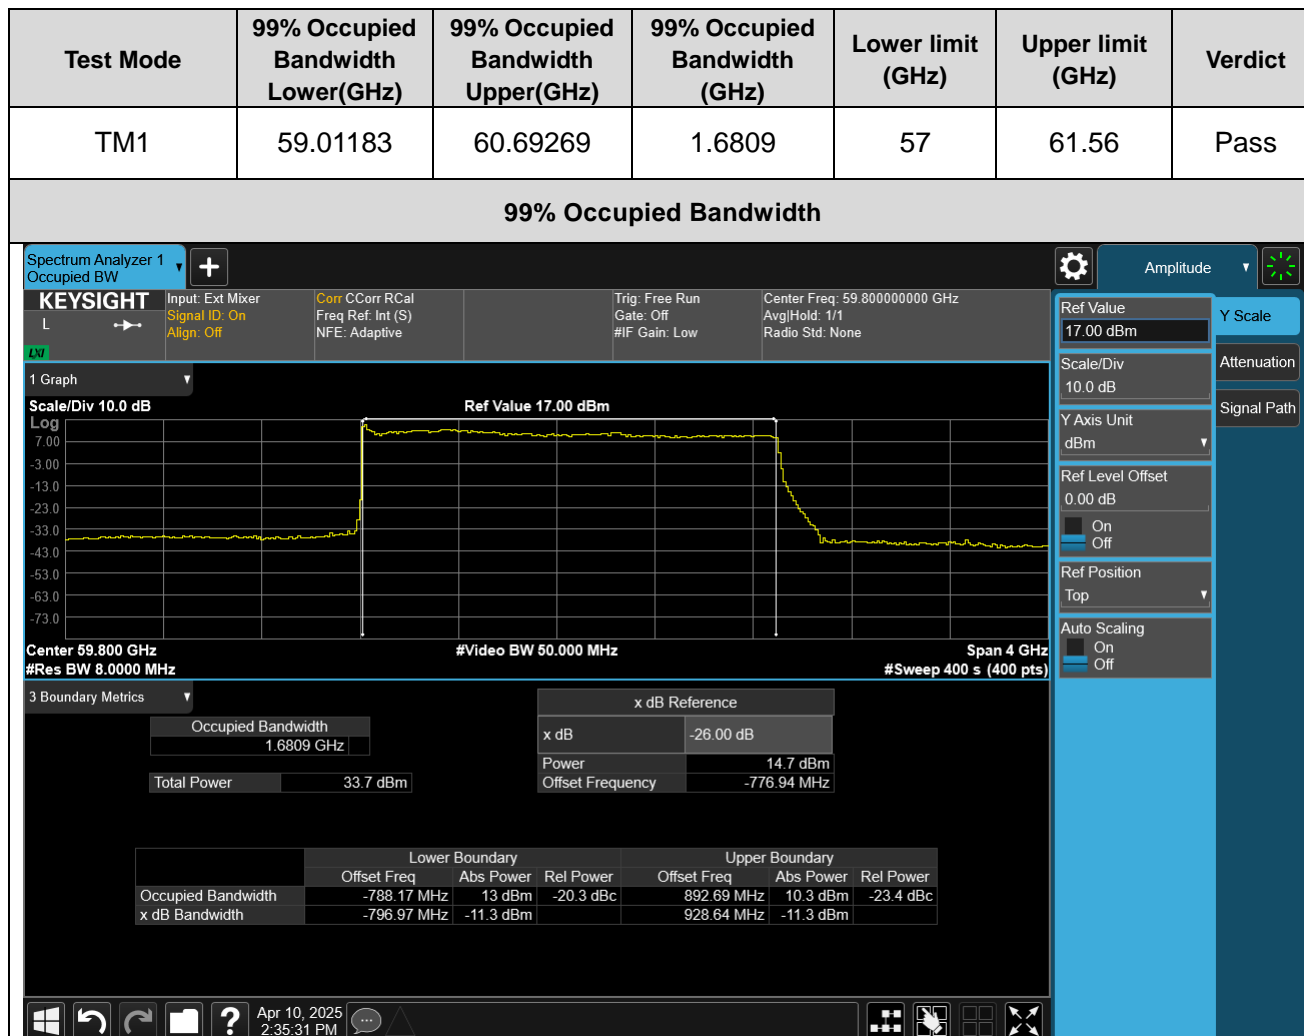 Test Mode
99% Occupied Bandwidth Lower(GHz)
99% Occupied Bandwidth Upper(GHz)
99% Occupied Bandwidth (GHz)
Lower limit (GHz)
Upper limit (GHz)
Verdict
TM1 59.01183 60.69269 1.6809 57 61.56 Pass
99% Occupied Bandwidth
Spectrum Analyzer 1
Occupied BW
+
Amplitude
KEYSIGHT
L
LXI
Input: Ext Mixer
Signal ID: On
Align: Off
Corr CCorr RCal
Freq Ref: Int (S)
NFE: Adaptive
Trig: Free Run
Gate: Off
#IF Gain: Low
Center Freq: 59.800000000 GHz
Avg|Hold: 1/1
Radio Std: None
1 Graph
Scale/Div 10.0 dB
Ref Value 17.00 dBm
Log
7.00
-3.00
-13.0
-23.0
-33.0
-43.0
-53.0
-63.0
-73.0
Center 59.800 GHz
#Video BW 50.000 MHz
Span 4 GHz
#Res BW 8.0000 MHz
#Sweep 400 s (400 pts)
3 Boundary Metrics
Occupied Bandwidth
1.6809 GHz
Total Power 33.7 dBm
x dB Reference
x dB -26.00 dB
Power 14.7 dBm
Offset Frequency -776.94 MHz
Lower Boundary Upper Boundary
Offset Freq Abs Power Rel Power Offset Freq Abs Power Rel Power
Occupied Bandwidth -788.17 MHz 13 dBm -20.3 dBc 892.69 MHz 10.3 dBm -23.4 dBc
x dB Bandwidth -796.97 MHz -11.3 dBm 928.64 MHz -11.3 dBm
Ref Value
17.00 dBm
Scale/Div
10.0 dB
Y Axis Unit
dBm
Ref Level Offset
0.00 dB
On
Off
Ref Position
Top
Auto Scaling
On
Off
Y Scale
Attenuation
Signal Path
?
Apr 10, 2025
2:35:31 PM